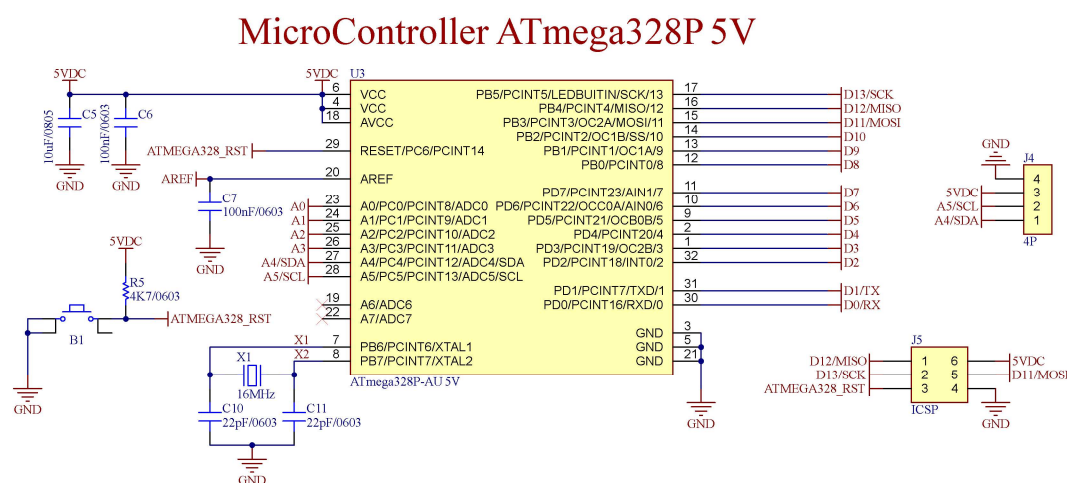 MicroController ATmega328P 5V
5VDC
C5
10uF/0805
GND
C6
100nF/0603
GND
5VDC
U3
6 VCC
4 VCC
18 AVCC
ATMEGA328_RST 29 RESET/PC6/PCINT14
AREF 20 AREF
C7
100nF/0603
GND
A0 23 A0/PC0/PCINT8/ADC0
A1 24 A1/PC1/PCINT9/ADC1
A2 25 A2/PC2/PCINT10/ADC2
A3 26 A3/PC3/PCINT11/ADC3
A4/SDA 27 A4/PC4/PCINT12/ADC4/SDA
A5/SCL 28 A5/PC5/PCINT13/ADC5/SCL
19 A6/ADC6
22 A7/ADC7
X1 7 PB6/PCINT6/XTAL1
X2 8 PB7/PCINT7/XTAL2
ATmega328P-AU 5V
PB5/PCINT5/LEDBUITIN/SCK/13 17 D13/SCK
PB4/PCINT4/MISO/12 16 D12/MISO
PB3/PCINT3/OC2A/MOSI/11 15 D11/MOSI
PB2/PCINT2/OC1B/SS/10 14 D10
PB1/PCINT1/OC1A/9 13 D9
PB0/PCINT0/8 12 D8
PD7/PCINT23/AIN1/7 11 D7
PD6/PCINT22/OCC0A/AIN0/6 10 D6
PD5/PCINT21/OCB0B/5 9 D5
PD4/PCINT20/4 2 D4
PD3/PCINT19/OC2B/3 1 D3
PD2/PCINT18/INT0/2 32 D2
PD1/PCINT7/TXD/1 31 D1/TX
PD0/PCINT16/RXD/0 30 D0/RX
GND 3
GND 5
GND 21
GND
5VDC
R5
4K7/0603
ATMEGA328_RST
B1
GND
X1
16MHz
C10
22pF/0603
C11
22pF/0603
GND
GND
J4
4
5VDC 3
A5/SCL 2
A4/SDA 1
4P
J5
D12/MISO 1 6 5VDC
D13/SCK 2 5 D11/MOSI
ATMEGA328_RST 3 4
ICSP
GND